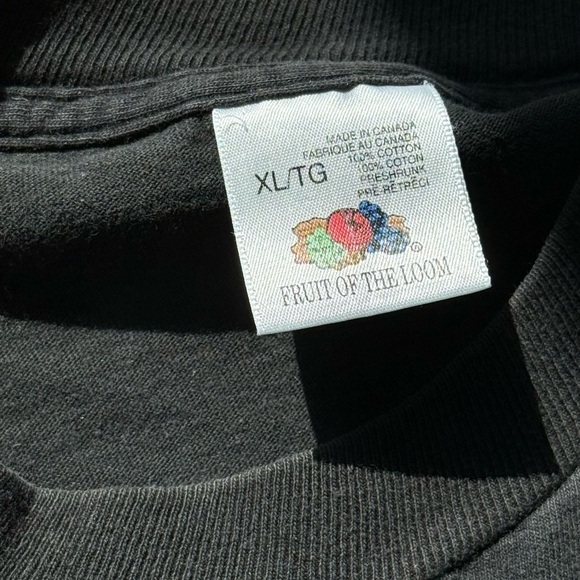 MADE IN CANADA
FABRIQUE AU CANADA
100% COTTON
100% COTON
PRESHRUNK
PRÉ-RÉTRÉCI
XL/TG
®
FRUIT OF THE LOOM